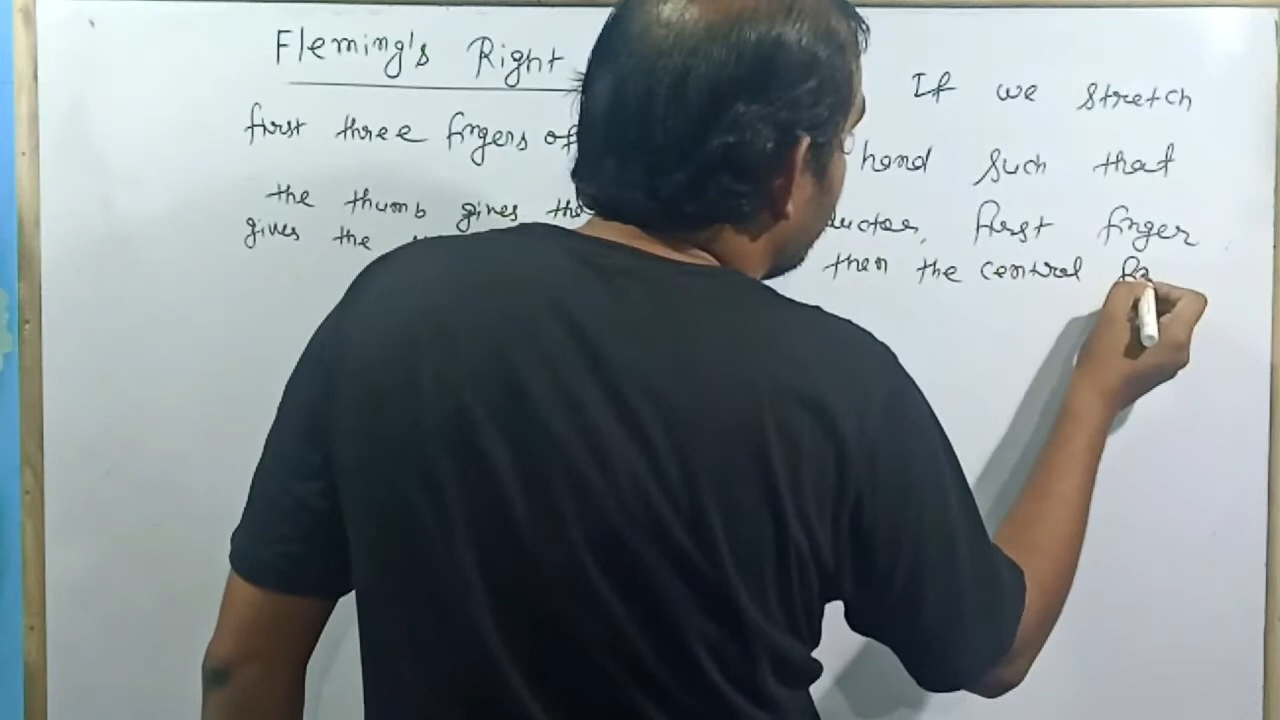 Fleming's Right If we stretch
first three fingers of hand such that
the thumb gives the first finger
gives the then the central